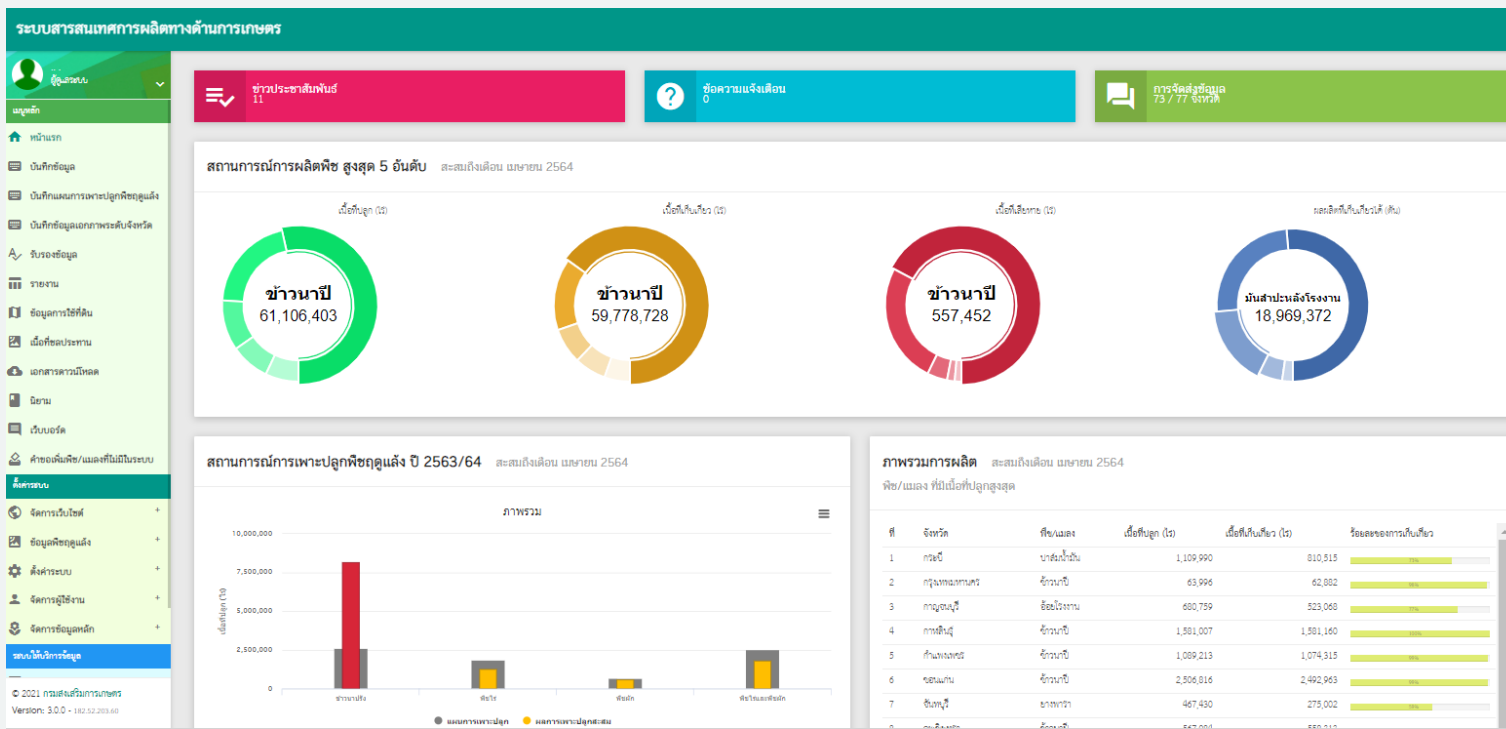 ระบบสารสนเทศการผลิตทางด้านการเกษตร
ผู้ดูแลระบบ
เมนูหลัก
หน้าแรก
บันทึกข้อมูล
บันทึกแผนการเพาะปลูกพืชฤดูแล้ง
บันทึกข้อมูลเอกภาพระดับจังหวัด
รับรองข้อมูล
รายงาน
ข้อมูลการใช้ที่ดิน
เนื้อที่ชลประทาน
เอกสารดาวน์โหลด
นิยาม
เว็บบอร์ด
คำขอเพิ่มพืช/แมลงที่ไม่มีในระบบ
ตั้งค่าระบบ
จัดการเว็บไซต์ +
ข้อมูลพืชฤดูแล้ง +
ตั้งค่าระบบ +
จัดการผู้ใช้งาน +
จัดการข้อมูลหลัก +
ระบบให้บริการข้อมูล
© 2021 กรมส่งเสริมการเกษตร
Version: 3.0.0 - 182.52.203.60
ข่าวประชาสัมพันธ์
11
ข้อความแจ้งเตือน
0
การจัดส่งข้อมูล
73 / 77 จังหวัด
สถานการณ์การผลิตพืช สูงสุด 5 อันดับ สะสมถึงเดือน เมษายน 2564
เนื้อที่ปลูก (ไร่)
ข้าวนาปี
61,106,403
เนื้อที่เก็บเกี่ยว (ไร่)
ข้าวนาปี
59,778,728
เนื้อที่เสียหาย (ไร่)
ข้าวนาปี
557,452
ผลผลิตที่เก็บเกี่ยวได้ (ตัน)
มันสำปะหลังโรงงาน
18,969,372
สถานการณ์การเพาะปลูกพืชฤดูแล้ง ปี 2563/64 สะสมถึงเดือน เมษายน 2564
ภาพรวม
เนื้อที่ปลูก (ไร่)
10,000,000
7,500,000
5,000,000
2,500,000
0
ข้าวนาปรัง พืชไร่ พืชผัก พืชไร่และพืชผัก
แผนการเพาะปลูก ผลการเพาะปลูกสะสม
ภาพรวมการผลิต สะสมถึงเดือน เมษายน 2564
พืช/แมลง ที่มีเนื้อที่ปลูกสูงสุด
ที่ จังหวัด พืช/แมลง เนื้อที่ปลูก (ไร่) เนื้อที่เก็บเกี่ยว (ไร่) ร้อยละของการเก็บเกี่ยว
1 กระบี่ ปาล์มน้ำมัน 1,109,990 810,515
2 กรุงเทพมหานคร ข้าวนาปี 63,996 62,882
3 กาญจนบุรี อ้อยโรงงาน 680,759 523,068
4 กาฬสินธุ์ ข้าวนาปี 1,581,007 1,581,160
5 กำแพงเพชร ข้าวนาปี 1,089,213 1,074,315
6 ขอนแก่น ข้าวนาปี 2,506,816 2,492,963
7 จันทบุรี ยางพารา 467,430 275,002